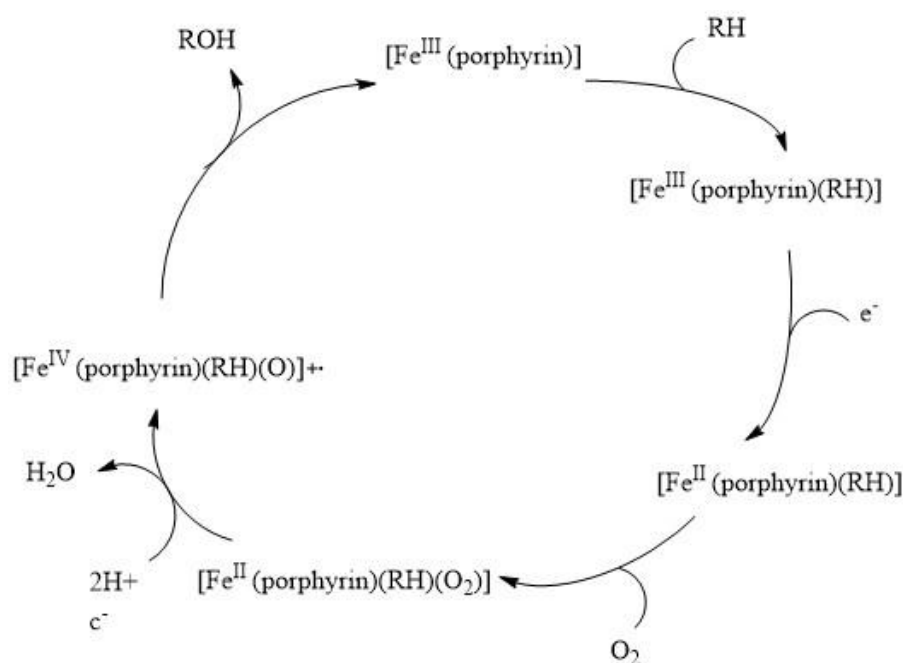 ROH
[Fe^III (porphyrin)]
RH
[Fe^III (porphyrin)(RH)]
e-
[Fe^II (porphyrin)(RH)]
O₂
[Fe^II (porphyrin)(RH)(O₂)]
2H+
c-
H₂O
[Fe^IV (porphyrin)(RH)(O)]+·